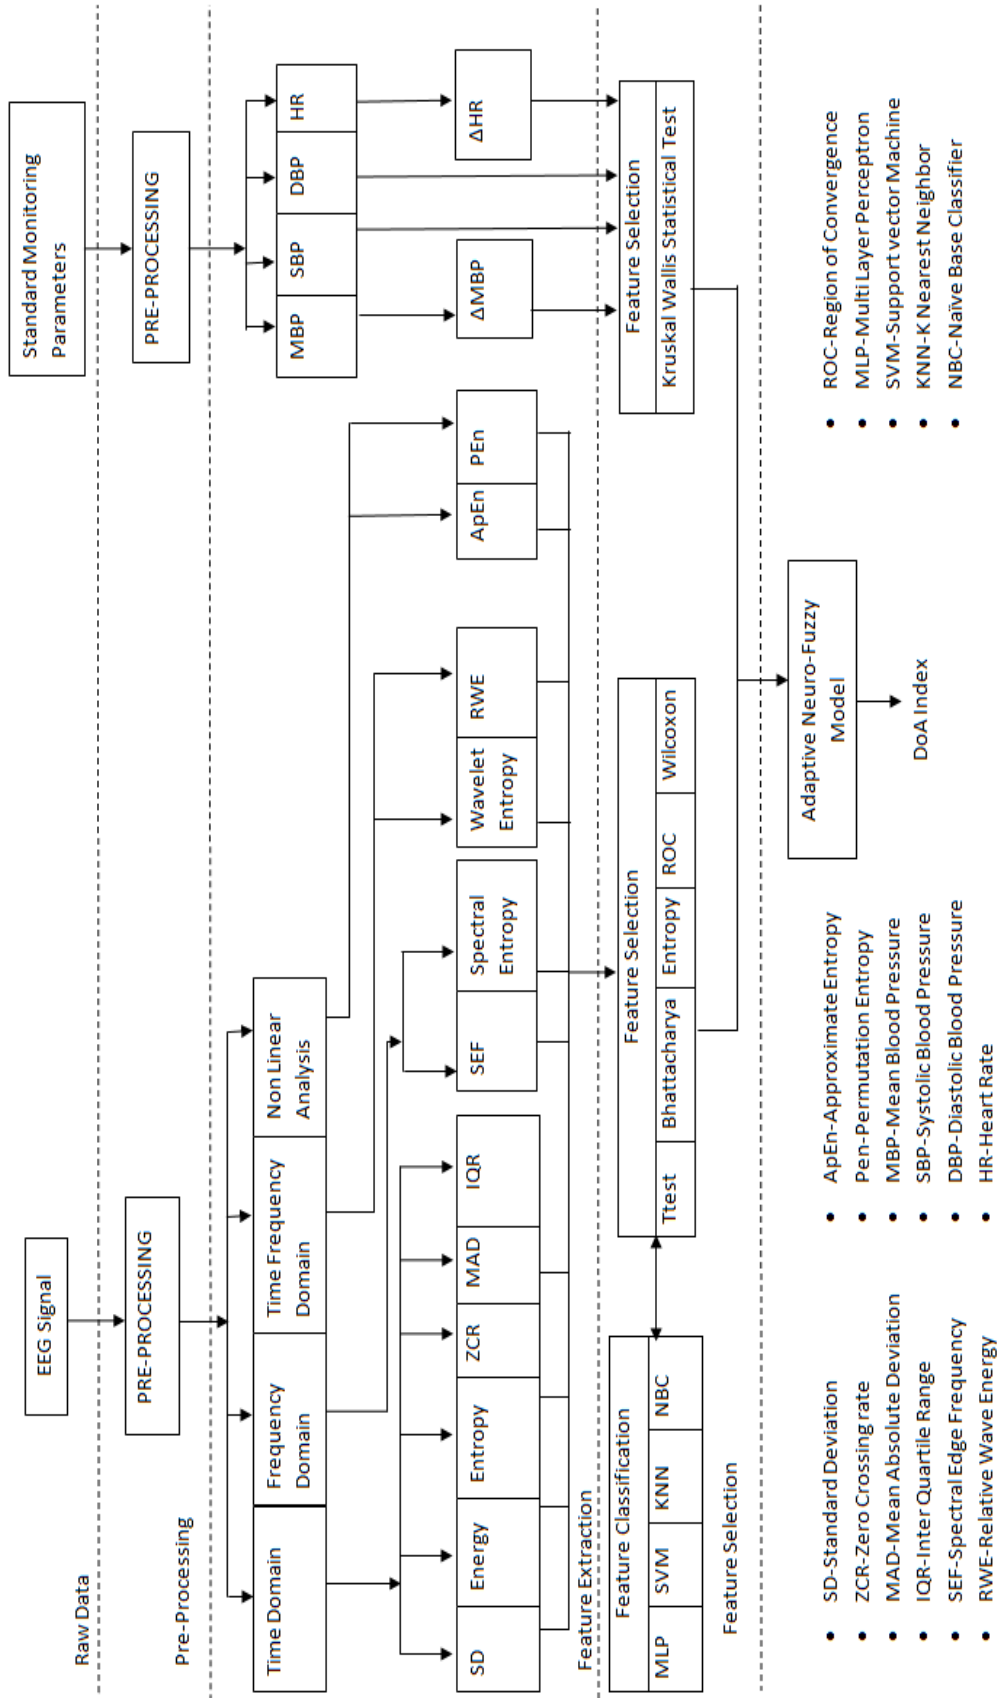 EEG Signal
Standard Monitoring
Parameters
Raw Data
PRE-PROCESSING
PRE-PROCESSING
Pre-Processing
Time Domain
Frequency
Domain
Time Frequency
Domain
Non Linear
Analysis
MBP
SBP
DBP
HR
SD
Energy
Entropy
ZCR
MAD
IQR
SEF
Spectral
Entropy
Wavelet
Entropy
RWE
ApEn
PEn
ΔMBP
ΔHR
Feature Extraction
Feature Classification
MLP
SVM
KNN
NBC
Feature Selection
Ttest
Bhattacharya
Entropy
ROC
Wilcoxon
Feature Selection
Kruskal Wallis Statistical Test
Feature Selection
Adaptive Neuro-Fuzzy
Model
DoA Index
• SD-Standard Deviation
• ZCR-Zero Crossing rate
• MAD-Mean Absolute Deviation
• IQR-Inter Quartile Range
• SEF-Spectral Edge Frequency
• RWE-Relative Wave Energy
• ApEn-Approximate Entropy
• Pen-Permutation Entropy
• MBP-Mean Blood Pressure
• SBP-Systolic Blood Pressure
• DBP-Diastolic Blood Pressure
• HR-Heart Rate
• ROC-Region of Convergence
• MLP-Multi Layer Perceptron
• SVM-Support vector Machine
• KNN-K Nearest Neighbor
• NBC-Naïve Base Classifier